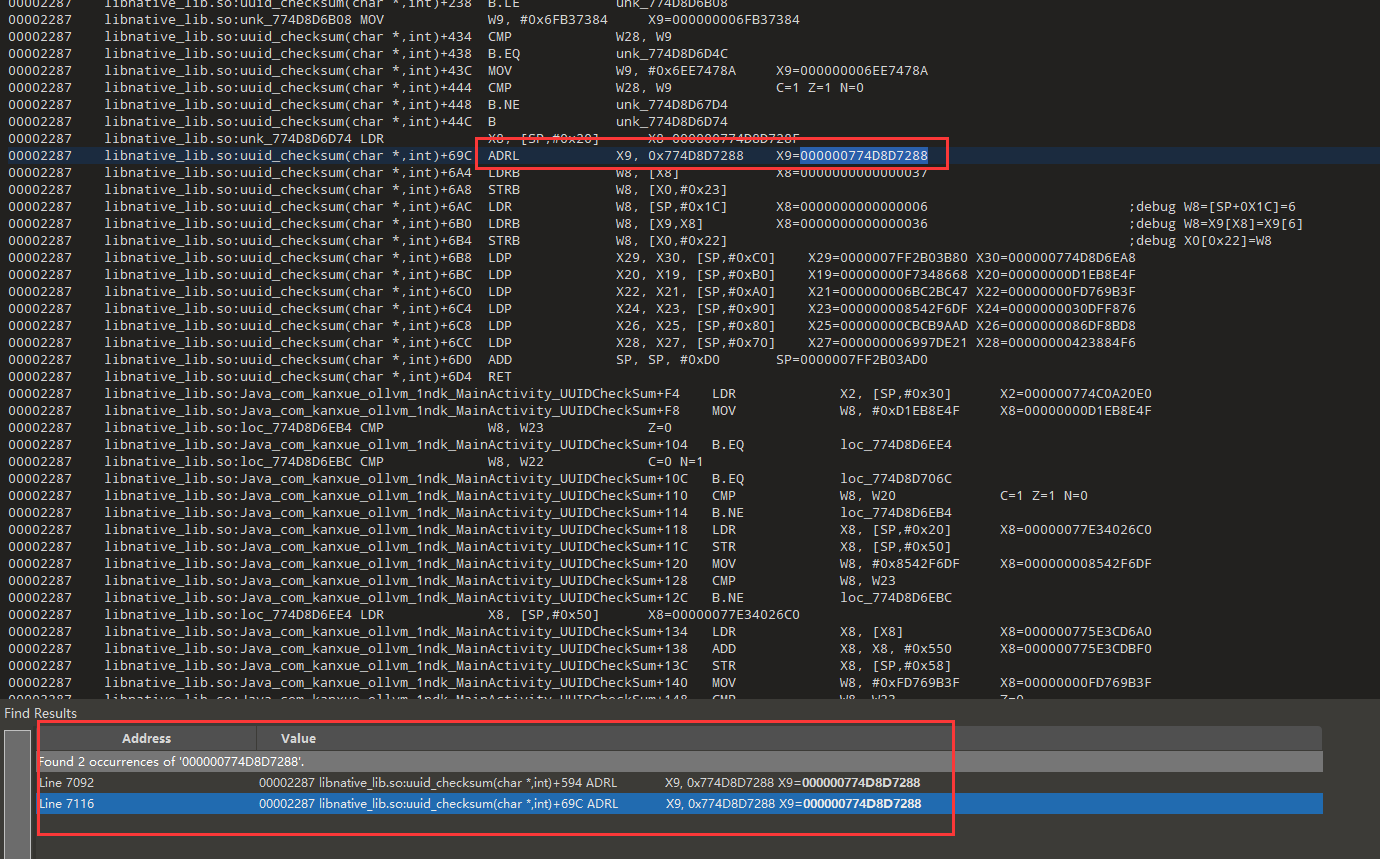 00002287 libnative_lib.so:uuid_checksum(char *,int)+238 B.LE unk_774D8D6B08
00002287 libnative_lib.so:unk_774D8D6B08 MOV W9, #0x6FB37384 X9=000000006FB37384
00002287 libnative_lib.so:uuid_checksum(char *,int)+434 CMP W28, W9
00002287 libnative_lib.so:uuid_checksum(char *,int)+438 B.EQ unk_774D8D6D4C
00002287 libnative_lib.so:uuid_checksum(char *,int)+43C MOV W9, #0x6EE7478A X9=000000006EE7478A
00002287 libnative_lib.so:uuid_checksum(char *,int)+444 CMP W28, W9 C=1 Z=1 N=0
00002287 libnative_lib.so:uuid_checksum(char *,int)+448 B.NE unk_774D8D67D4
00002287 libnative_lib.so:uuid_checksum(char *,int)+44C B unk_774D8D6D74
00002287 libnative_lib.so:unk_774D8D6D74 LDR X8, [SP,#0x20] X8=000000774D8D728F
00002287 libnative_lib.so:uuid_checksum(char *,int)+69C ADRL X9, 0x774D8D7288 X9=000000774D8D7288
00002287 libnative_lib.so:uuid_checksum(char *,int)+6A4 LDRB W8, [X8] X8=0000000000000037
00002287 libnative_lib.so:uuid_checksum(char *,int)+6A8 STRB W8, [X0,#0x23]
00002287 libnative_lib.so:uuid_checksum(char *,int)+6AC LDR W8, [SP,#0x1C] X8=0000000000000006 ;debug W8=[SP+0X1C]=6
00002287 libnative_lib.so:uuid_checksum(char *,int)+6B0 LDRB W8, [X9,X8] X8=0000000000000036 ;debug W8=X9[X8]=X9[6]
00002287 libnative_lib.so:uuid_checksum(char *,int)+6B4 STRB W8, [X0,#0x22] ;debug X0[0x22]=W8
00002287 libnative_lib.so:uuid_checksum(char *,int)+6B8 LDP X29, X30, [SP,#0xC0] X29=0000007FF2B03B80 X30=000000774D8D6EA8
00002287 libnative_lib.so:uuid_checksum(char *,int)+6BC LDP X20, X19, [SP,#0xB0] X19=00000000F7348668 X20=00000000D1EB8E4F
00002287 libnative_lib.so:uuid_checksum(char *,int)+6C0 LDP X22, X21, [SP,#0xA0] X21=000000006BC2BC47 X22=00000000FD769B3F
00002287 libnative_lib.so:uuid_checksum(char *,int)+6C4 LDP X24, X23, [SP,#0x90] X23=000000008542F6DF X24=0000000030DFF876
00002287 libnative_lib.so:uuid_checksum(char *,int)+6C8 LDP X26, X25, [SP,#0x80] X25=00000000CBCB9AAD X26=0000000086DF8BD8
00002287 libnative_lib.so:uuid_checksum(char *,int)+6CC LDP X28, X27, [SP,#0x70] X27=000000006997DE21 X28=00000000423884F6
00002287 libnative_lib.so:uuid_checksum(char *,int)+6D0 ADD SP, SP, #0xD0 SP=0000007FF2B03AD0
00002287 libnative_lib.so:uuid_checksum(char *,int)+6D4 RET
00002287 libnative_lib.so:Java_com_kanxue_ollvm_1ndk_MainActivity_UUIDCheckSum+F4 LDR X2, [SP,#0x30] X2=000000774C0A20E0
00002287 libnative_lib.so:Java_com_kanxue_ollvm_1ndk_MainActivity_UUIDCheckSum+F8 MOV W8, #0xD1EB8E4F X8=00000000D1EB8E4F
00002287 libnative_lib.so:loc_774D8D6EB4 CMP W8, W23 Z=0
00002287 libnative_lib.so:Java_com_kanxue_ollvm_1ndk_MainActivity_UUIDCheckSum+104 B.EQ loc_774D8D6EE4
00002287 libnative_lib.so:loc_774D8D6EBC CMP W8, W22 C=0 N=1
00002287 libnative_lib.so:Java_com_kanxue_ollvm_1ndk_MainActivity_UUIDCheckSum+10C B.EQ loc_774D8D706C
00002287 libnative_lib.so:Java_com_kanxue_ollvm_1ndk_MainActivity_UUIDCheckSum+110 CMP W8, W20 C=1 Z=1 N=0
00002287 libnative_lib.so:Java_com_kanxue_ollvm_1ndk_MainActivity_UUIDCheckSum+114 B.NE loc_774D8D6EB4
00002287 libnative_lib.so:Java_com_kanxue_ollvm_1ndk_MainActivity_UUIDCheckSum+118 LDR X8, [SP,#0x20] X8=00000077E34026C0
00002287 libnative_lib.so:Java_com_kanxue_ollvm_1ndk_MainActivity_UUIDCheckSum+11C STR X8, [SP,#0x50]
00002287 libnative_lib.so:Java_com_kanxue_ollvm_1ndk_MainActivity_UUIDCheckSum+120 MOV W8, #0x8542F6DF X8=000000008542F6DF
00002287 libnative_lib.so:Java_com_kanxue_ollvm_1ndk_MainActivity_UUIDCheckSum+128 CMP W8, W23
00002287 libnative_lib.so:Java_com_kanxue_ollvm_1ndk_MainActivity_UUIDCheckSum+12C B.NE loc_774D8D6EBC
00002287 libnative_lib.so:loc_774D8D6EE4 LDR X8, [SP,#0x50] X8=00000077E34026C0
00002287 libnative_lib.so:Java_com_kanxue_ollvm_1ndk_MainActivity_UUIDCheckSum+134 LDR X8, [X8] X8=000000775E3CD6A0
00002287 libnative_lib.so:Java_com_kanxue_ollvm_1ndk_MainActivity_UUIDCheckSum+138 ADD X8, X8, #0x550 X8=000000775E3CDBF0
00002287 libnative_lib.so:Java_com_kanxue_ollvm_1ndk_MainActivity_UUIDCheckSum+13C STR X8, [SP,#0x58]
00002287 libnative_lib.so:Java_com_kanxue_ollvm_1ndk_MainActivity_UUIDCheckSum+140 MOV W8, #0xFD769B3F X8=00000000FD769B3F
00002287 libnative_lib.so:Java_com_kanxue_ollvm_1ndk_MainActivity_UUIDCheckSum+148 CMP W8, W23 Z=0
Find Results
Address Value
Found 2 occurrences of '000000774D8D7288'.
Line 7092 00002287 libnative_lib.so:uuid_checksum(char *,int)+594 ADRL X9, 0x774D8D7288 X9=000000774D8D7288
Line 7116 00002287 libnative_lib.so:uuid_checksum(char *,int)+69C ADRL X9, 0x774D8D7288 X9=000000774D8D7288